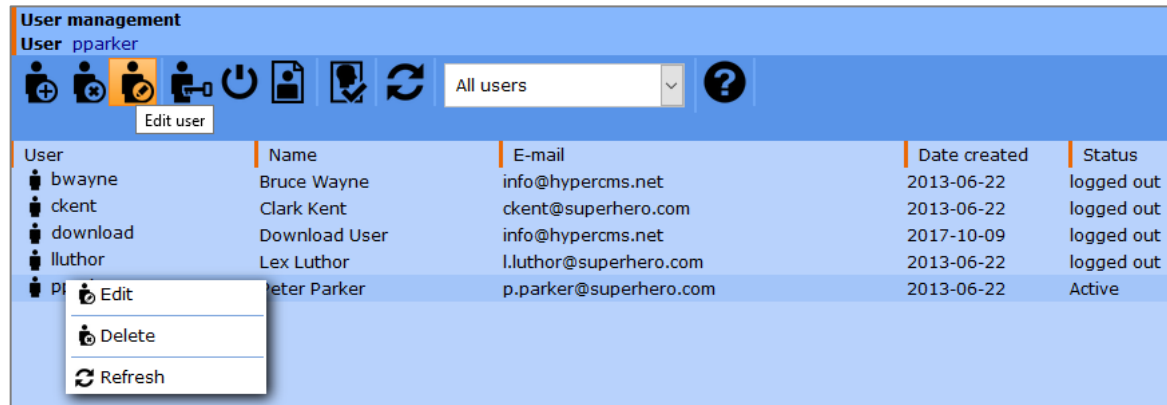 User management
User pparker
All users
Edit user
User Name E-mail Date created Status
bwayne Bruce Wayne info@hypercms.net 2013-06-22 logged out
ckent Clark Kent ckent@superhero.com 2013-06-22 logged out
download Download User info@hypercms.net 2017-10-09 logged out
lluthor Lex Luthor l.luthor@superhero.com 2013-06-22 logged out
Peter Parker p.parker@superhero.com 2013-06-22 Active
Edit
Delete
Refresh